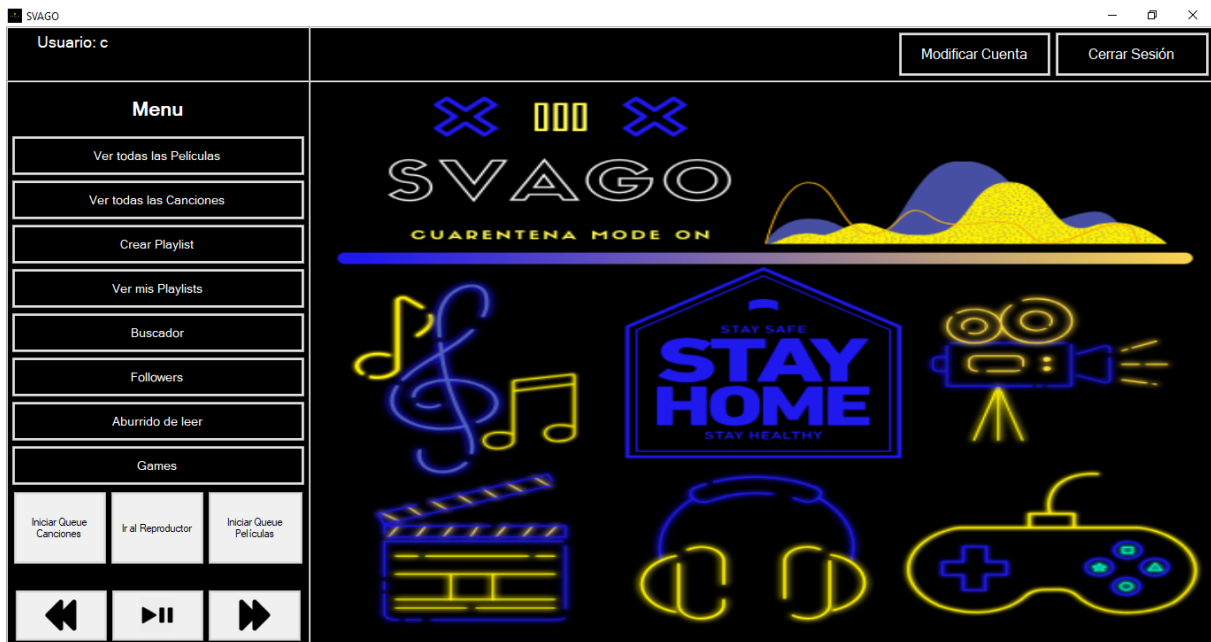 SVAGO
Usuario: c
Modificar Cuenta
Cerrar Sesión
Menu
Ver todas las Películas
Ver todas las Canciones
Crear Playlist
Ver mis Playlists
Buscador
Followers
Aburrido de leer
Games
Iniciar Queue
Canciones
Ir al Reproductor
Iniciar Queue
Películas
SVAGO
CUARENTENA MODE ON
STAY SAFE
STAY
HOME
STAY HEALTHY